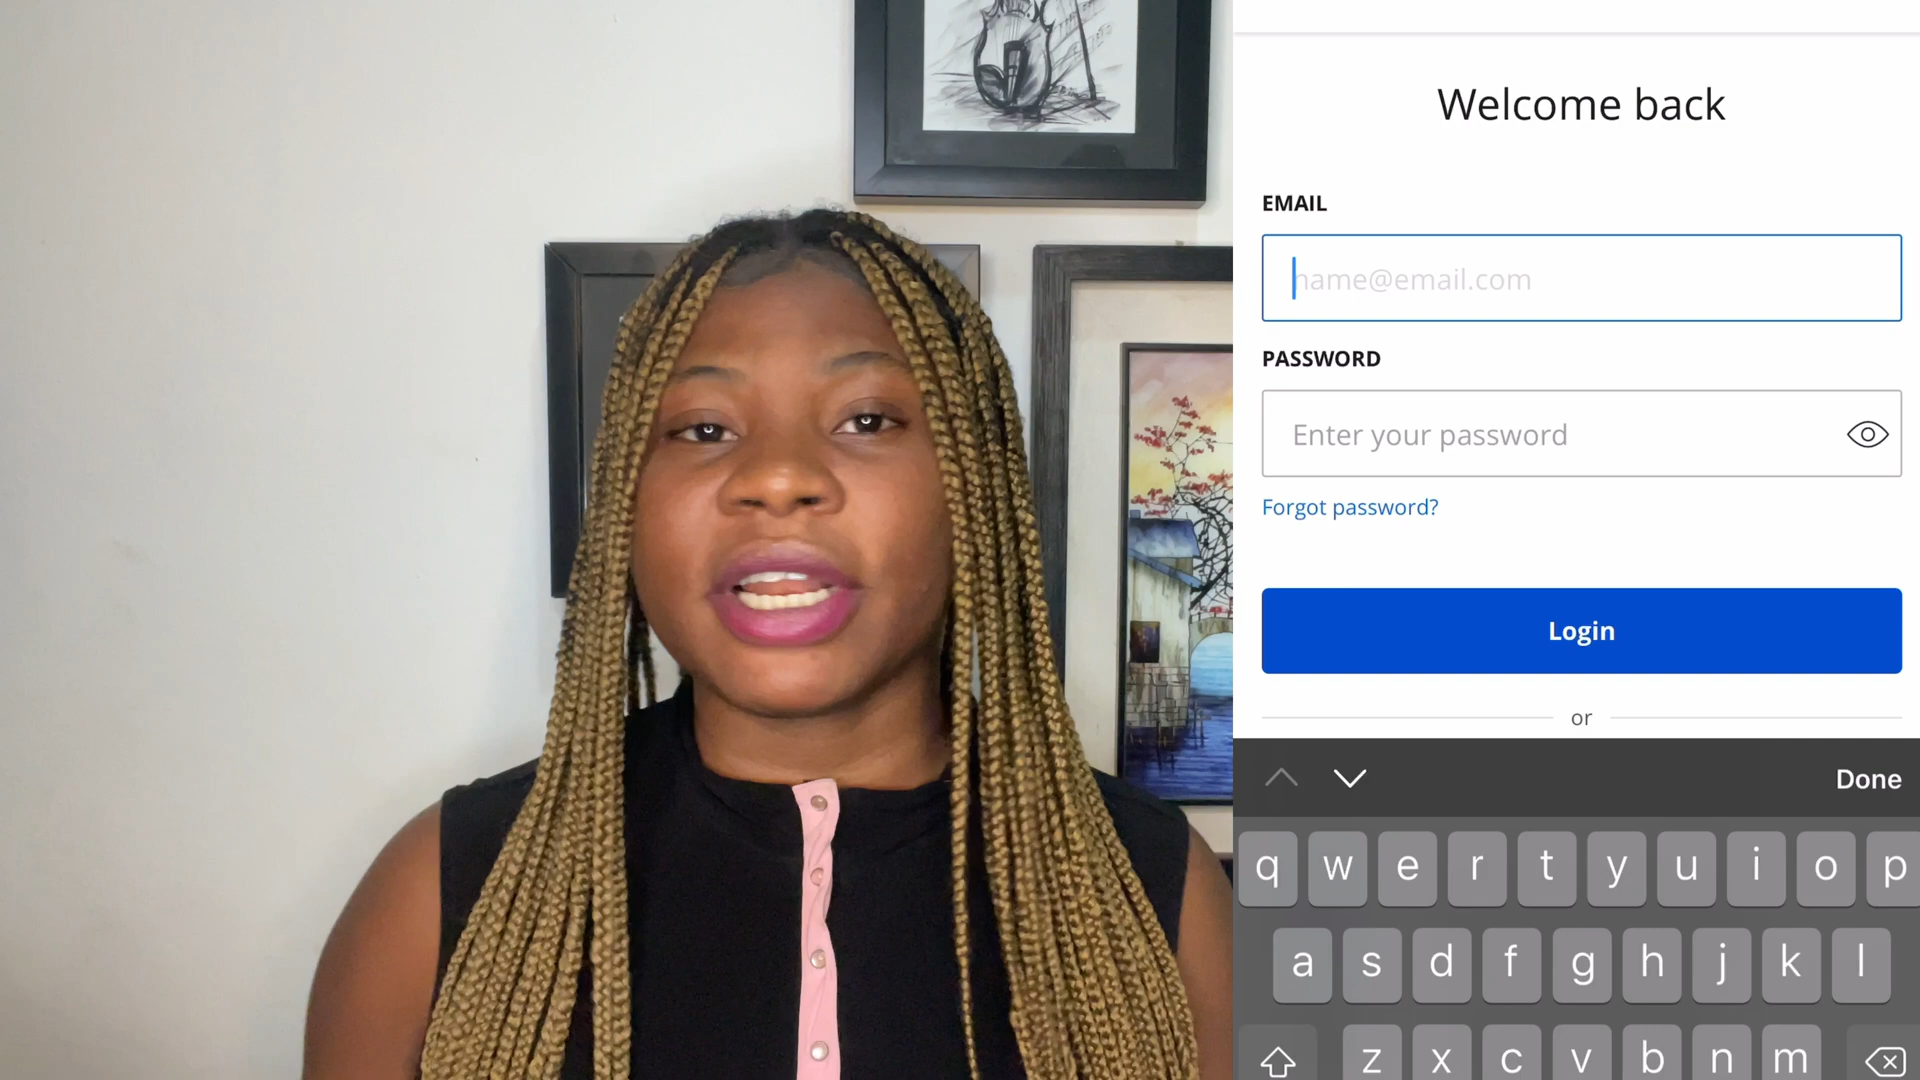 Welcome back
EMAIL
name@email.com
PASSWORD
Enter your password
Forgot password?
Login
or
Done
q w e r t y u i o p
a s d f g h j k l
z x c v b n m